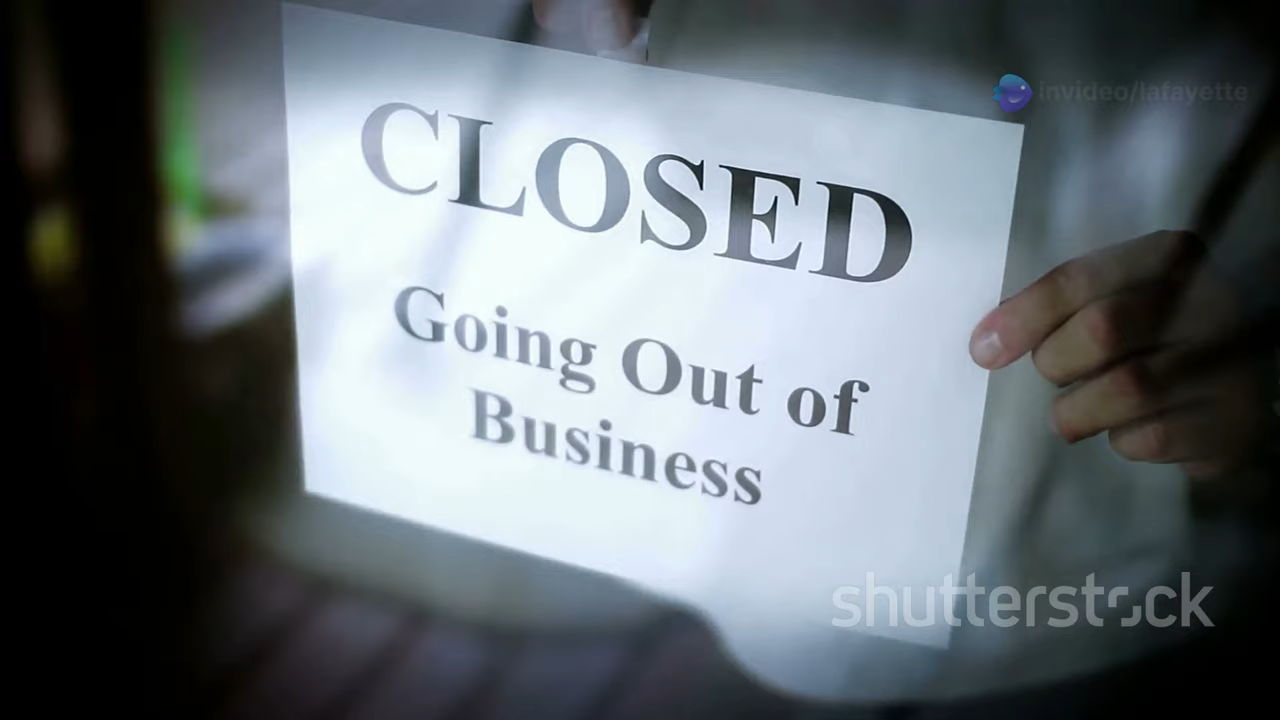 invideo/lafayette
CLOSED
Going Out of
Business
shutterstock